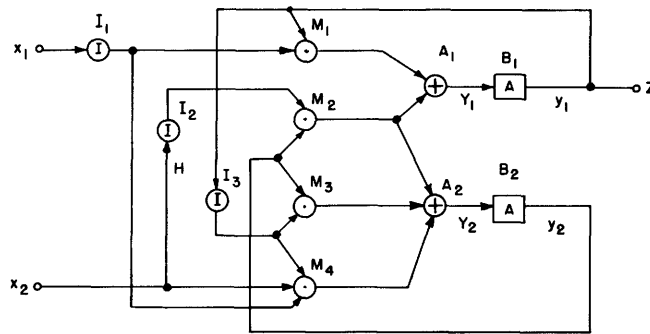 I₁ M₁ A₁ B₁
x₁ I · + Y₁ A y₁ Z
I₂ M₂
I ·
H I₃ M₃ A₂ B₂
I · + Y₂ A y₂
M₄
x₂ ·